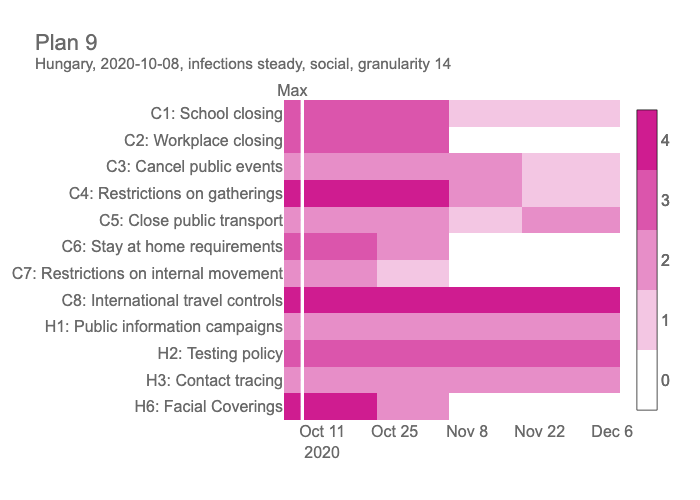 Plan 9
Hungary, 2020-10-08, infections steady, social, granularity 14
Max
C1: School closing
C2: Workplace closing
C3: Cancel public events
C4: Restrictions on gatherings
C5: Close public transport
C6: Stay at home requirements
C7: Restrictions on internal movement
C8: International travel controls
H1: Public information campaigns
H2: Testing policy
H3: Contact tracing
H6: Facial Coverings
Oct 11 Oct 25 Nov 8 Nov 22 Dec 6
2020
4
3
2
1
0